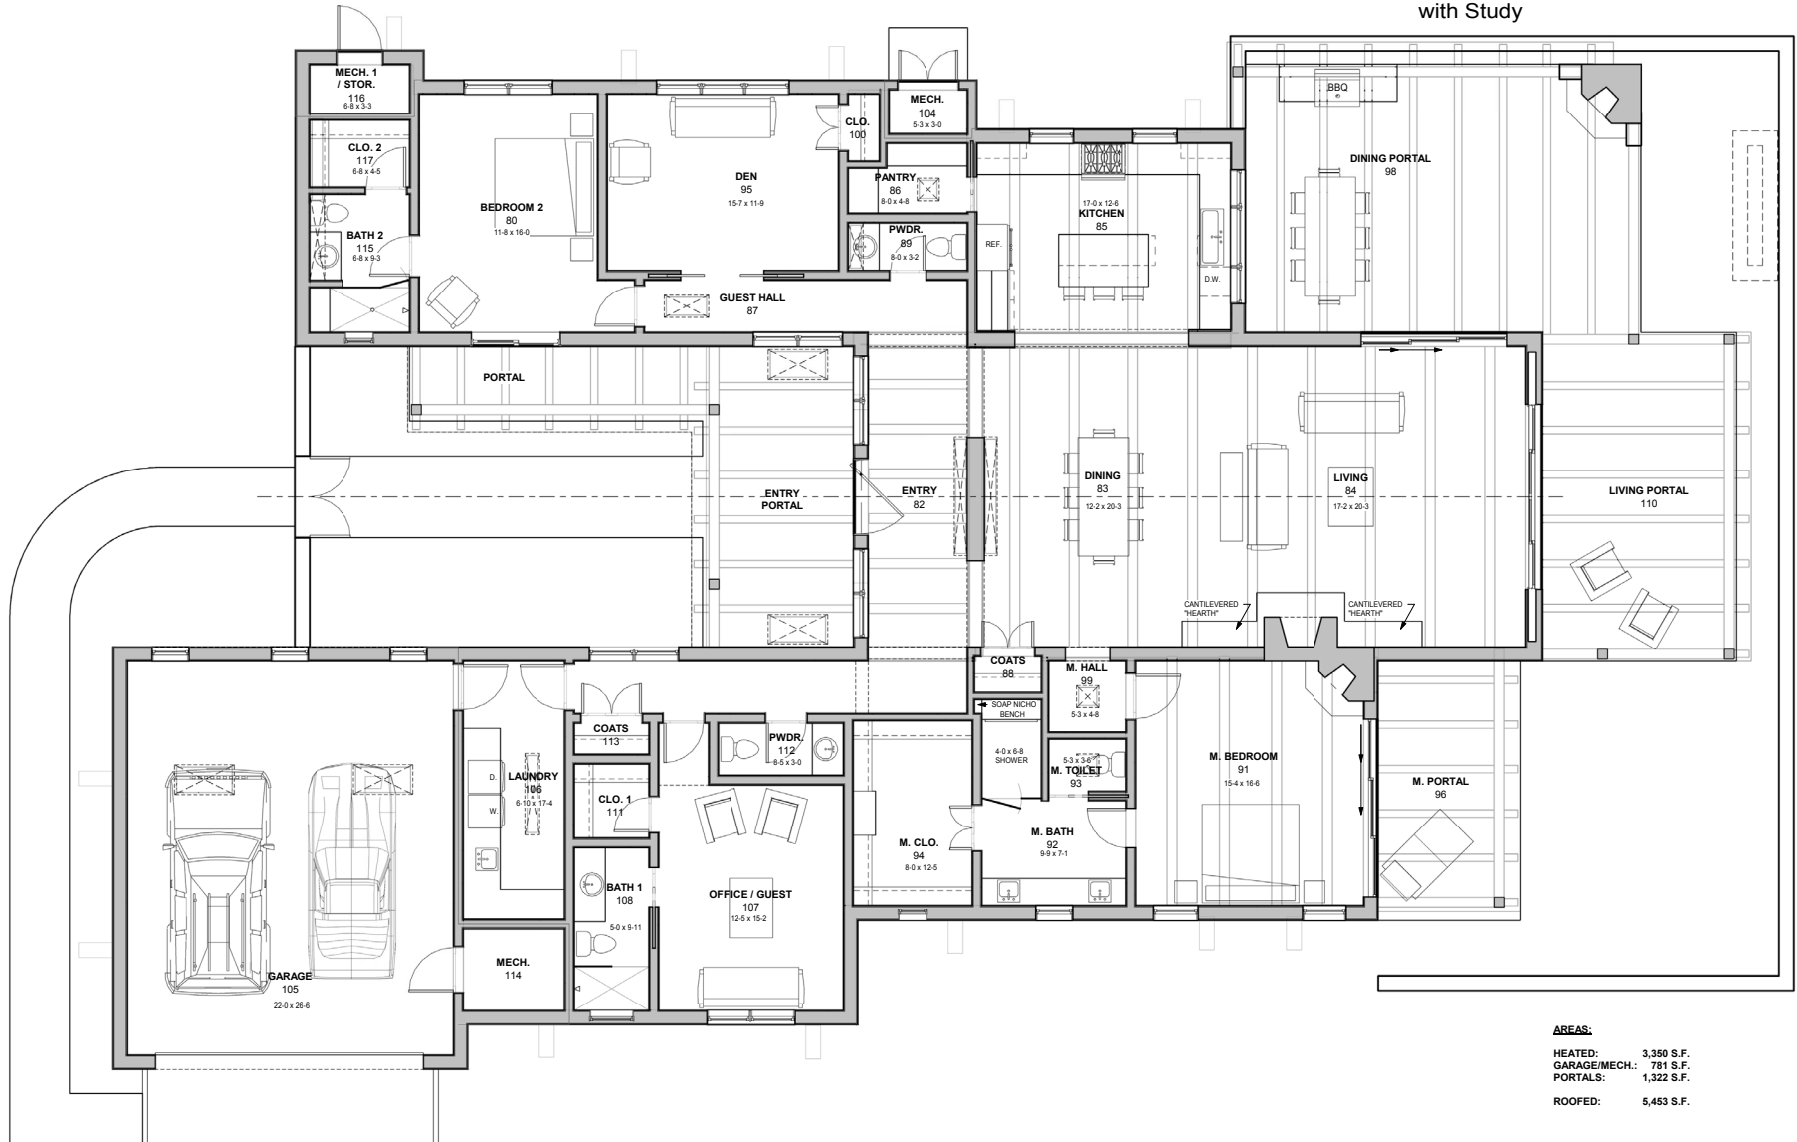 with Study
MECH. 1
/ STOR.
116
6-8 x 3-3
CLO. 2
117
6-8 x 4-5
BATH 2
115
6-8 x 9-3
BEDROOM 2
80
11-8 x 16-0
DEN
95
15-7 x 11-9
CLO.
100
MECH.
104
5-3 x 3-0
PANTRY
86
8-0 x 4-8
PWDR.
89
8-0 x 3-2
GUEST HALL
87
17-0 x 12-6
KITCHEN
85
REF.
D.W.
BBQ
DINING PORTAL
98
PORTAL
ENTRY
PORTAL
ENTRY
82
DINING
83
12-2 x 20-3
LIVING
84
17-2 x 20-3
LIVING PORTAL
110
CANTILEVERED
"HEARTH"
CANTILEVERED
"HEARTH"
COATS
88
M. HALL
99
5-3 x 4-8
SOAP NICHO
BENCH
4-0 x 6-8
SHOWER
5-3 x 3-6
M. TOILET
93
M. BATH
92
9-9 x 7-1
M. CLO.
94
8-0 x 12-5
M. BEDROOM
91
15-4 x 16-6
M. PORTAL
96
COATS
113
PWDR.
112
8-5 x 3-0
CLO. 1
111
LAUNDRY
106
6-10 x 17-4
D.
W.
BATH 1
108
5-0 x 9-11
OFFICE / GUEST
107
12-5 x 15-2
MECH.
114
GARAGE
105
22-0 x 26-6
AREAS:
HEATED: 3,350 S.F.
GARAGE/MECH.: 781 S.F.
PORTALS: 1,322 S.F.
ROOFED: 5,453 S.F.